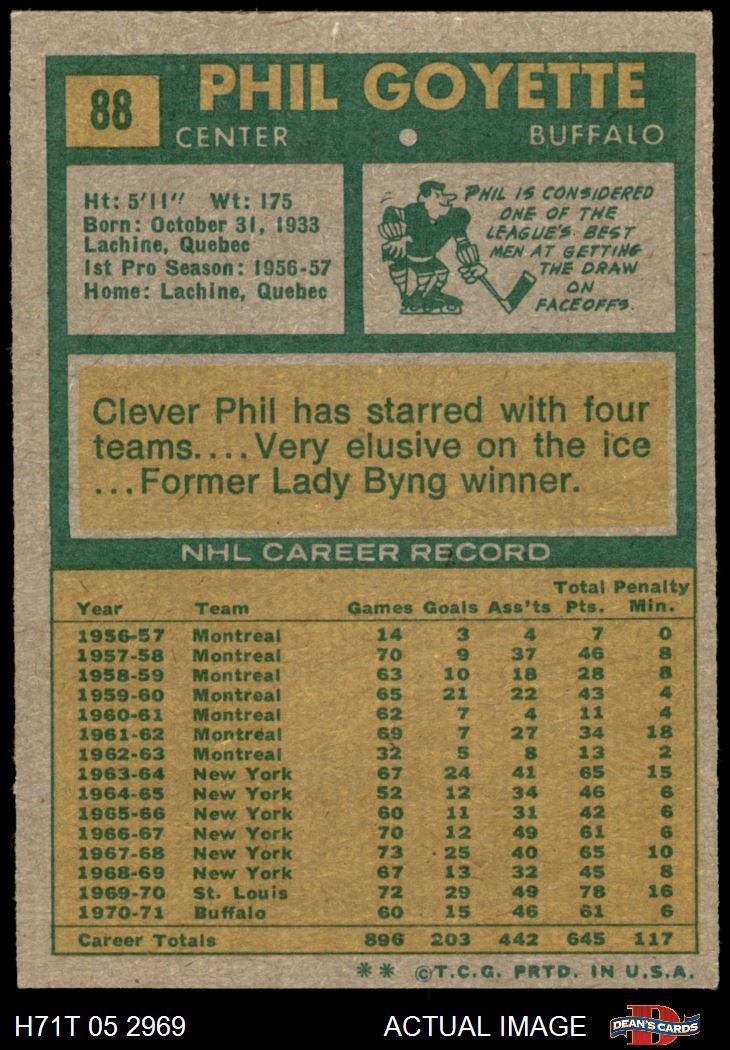 88
PHIL GOYETTE
CENTER
BUFFALO
Ht: 5'11" Wt: 175
Born: October 31, 1933
Lachine, Quebec
1st Pro Season: 1956-57
Home: Lachine, Quebec
PHIL IS CONSIDERED
ONE OF THE
LEAGUE'S BEST
MEN AT GETTING
THE DRAW
ON
FACEOFFS.
Clever Phil has starred with four
teams....Very elusive on the ice
...Former Lady Byng winner.
NHL CAREER RECORD
Total Penalty
Year Team Games Goals Ass'ts Pts. Min.
1956-57 Montreal 14 3 4 7 0
1957-58 Montreal 70 9 37 46 8
1958-59 Montreal 63 10 18 28 8
1959-60 Montreal 65 21 22 43 4
1960-61 Montreal 62 7 4 11 4
1961-62 Montreal 69 7 27 34 18
1962-63 Montreal 32 5 8 13 2
1963-64 New York 67 24 41 65 15
1964-65 New York 52 12 34 46 6
1965-66 New York 60 11 31 42 6
1966-67 New York 70 12 49 61 6
1967-68 New York 73 25 40 65 10
1968-69 New York 67 13 32 45 8
1969-70 St. Louis 72 29 49 78 16
1970-71 Buffalo 60 15 46 61 6
Career Totals 896 203 442 645 117
** ©T.C.G. PRTD. IN U.S.A.
H71T 05 2969
ACTUAL IMAGE
D
DEAN'S CARDS